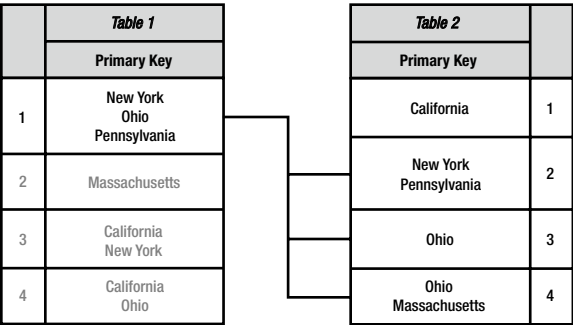 Table 1
Primary Key
1
New York
Ohio
Pennsylvania
2
Massachusetts
3
California
New York
4
California
Ohio
Table 2
Primary Key
California
1
New York
Pennsylvania
2
Ohio
3
Ohio
Massachusetts
4